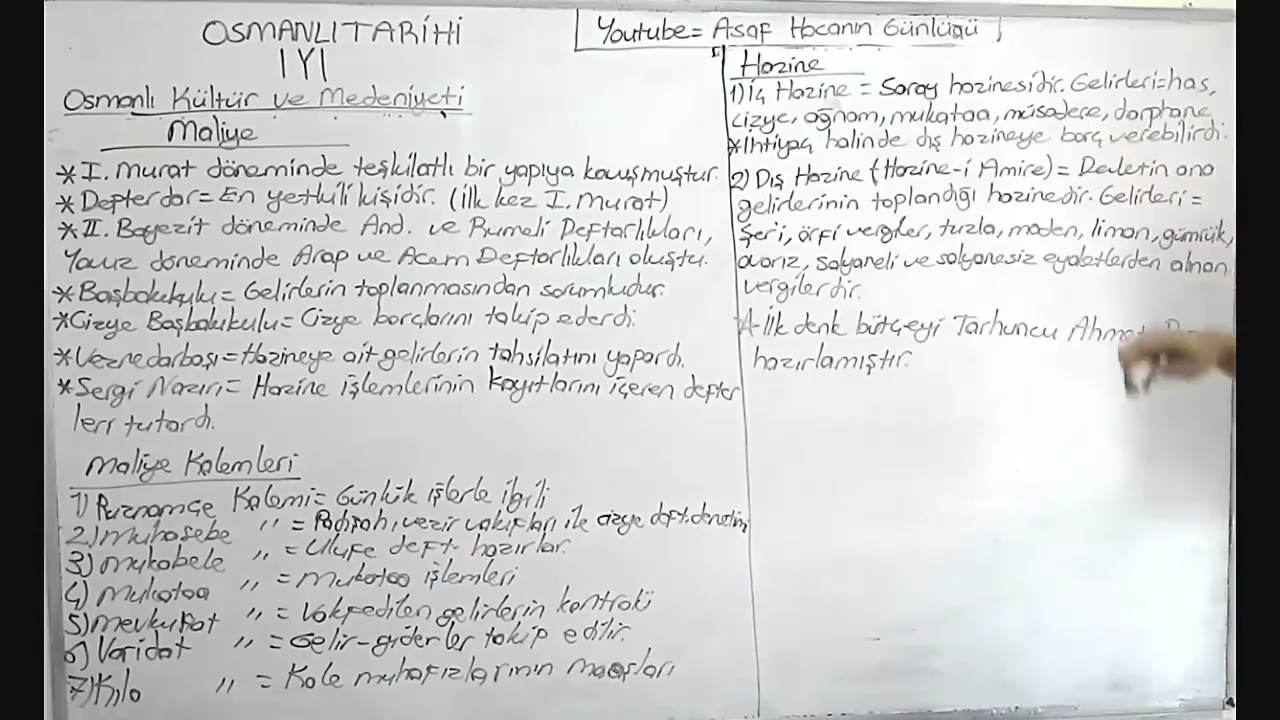 OSMANLI TARİHİ
IYI
Youtube= Asaf Hocanın Günlüğü
Osmanlı Kültür ve Medeniyeti
Maliye
*I. Murat döneminde teşkilatlı bir yapıya kavuşmuştur.
*Defterdar= En yetkili kişidir. (İlk kez I. Murat)
*II. Bayezit döneminde And. ve Rumeli Deftarlıkları,
Yavuz döneminde Arap ve Acem Deftarlıkları oluştu.
*Başbakıkulu= Gelirlerin toplanmasından sorumludur.
*Cizye Başbakıkulu= Cizye borçlarını takip ederdi.
*Veznedarbaşı= Hazineye ait gelirlerin tahsilatını yapardı.
*Sergi Nazırı= Hazine işlemlerinin kayıtlarını içeren defter
leri tutardı.
Maliye Kalemleri
1) Ruznamçe Kalemi= Günlük işlerle ilgili
2) Muhasebe " = Padişah, vezir vakıfları ile cizye deft. denetim
3) Mukabele " = Ulufe deft. hazırlar.
4) Mukataa " = Mukataa işlemleri
5) Mevkufat " = Vakfedilen gelirlerin kontrolü
6) Varidat " = Gelir-giderler takip edilir.
7) Kıla " = Kale muhafızlarının maaşları
Hazine
1) İç Hazine = Saray hazinesidir. Gelirleri= has,
cizye, ağnam, mukataa, müsadere, darphane
*İhtiyaç halinde dış hazineye borç verebilirdi.
2) Dış Hazine (Hazine-i Amire) = Devletin ana
gelirlerinin toplandığı hazinedir. Gelirleri =
Şeri, örfi vergiler, tuzla, maden, liman, gümrük,
avarız, salyaneli ve salyanesiz eyaletlerden alınan
vergilerdir.
A-İlk denk bütçeyi Tarhuncu
hazırlamıştır.